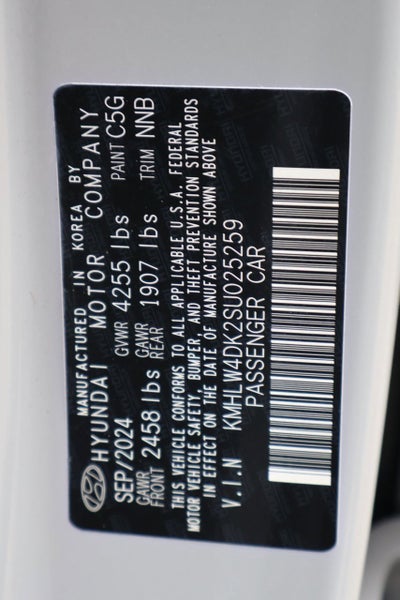 MANUFACTURED IN KOREA BY
HYUNDAI MOTOR COMPANY
SEP/2024 GVWR 4255 lbs PAINT C5G
GAWR FRONT 2458 lbs GAWR REAR 1907 lbs TRIM NNB
THIS VEHICLE CONFORMS TO ALL APPLICABLE U.S.A. FEDERAL
MOTOR VEHICLE SAFETY, BUMPER, AND THEFT PREVENTION STANDARDS
IN EFFECT ON THE DATE OF MANUFACTURE SHOWN ABOVE
V.I.N KMHLW4DK2SU025259
PASSENGER CAR